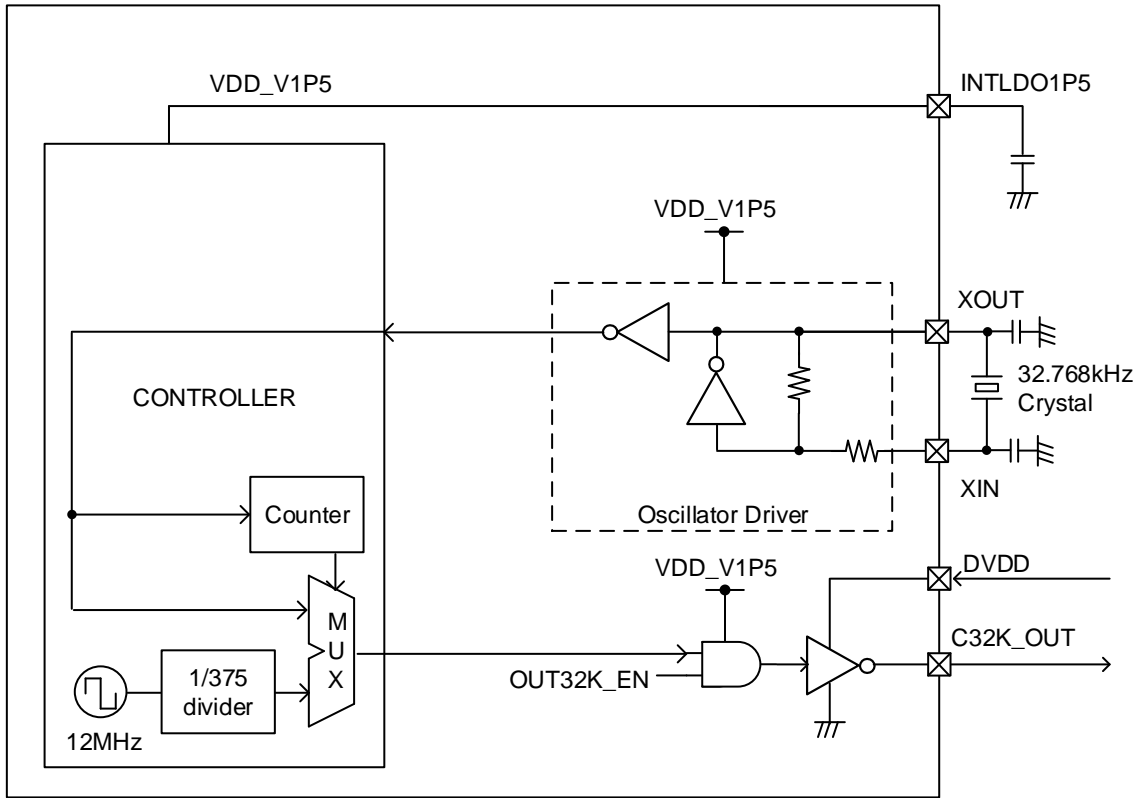 VDD_V1P5
INTLDO1P5
VDD_V1P5
XOUT
32.768kHz
Crystal
CONTROLLER
XIN
Counter
Oscillator Driver
VDD_V1P5
DVDD
M
U
X
C32K_OUT
1/375
divider
OUT32K_EN
12MHz